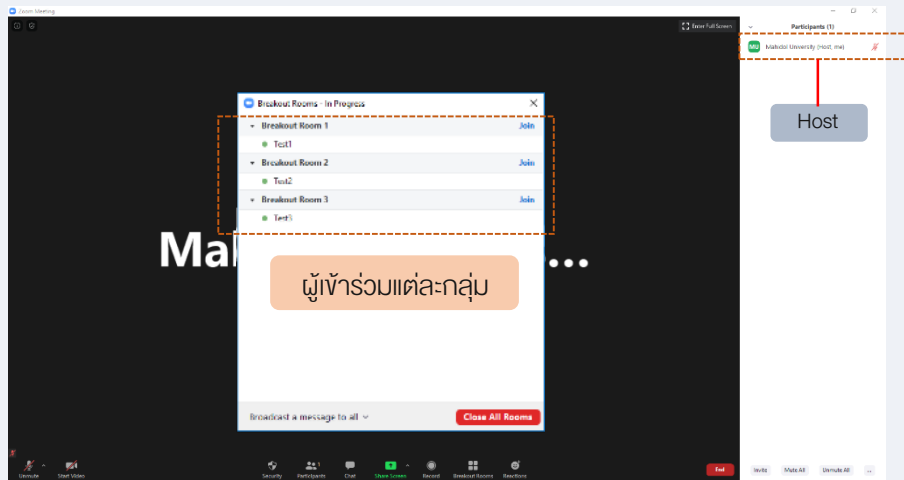 Zoom Meeting
Enter Full Screen
Participants (1)
MU Mahidol University (Host, me)
Host
Breakout Rooms - In Progress
Breakout Room 1 Join
Test1
Breakout Room 2 Join
Test2
Breakout Room 3 Join
Test3
Mah
...
ผู้เข้าร่วมแต่ละกลุ่ม
Broadcast a message to all
Close All Rooms
Unmute Start Video Security Participants 1 Chat Share Screen Record Breakout Rooms Reactions End
Invite Mute All Unmute All ...